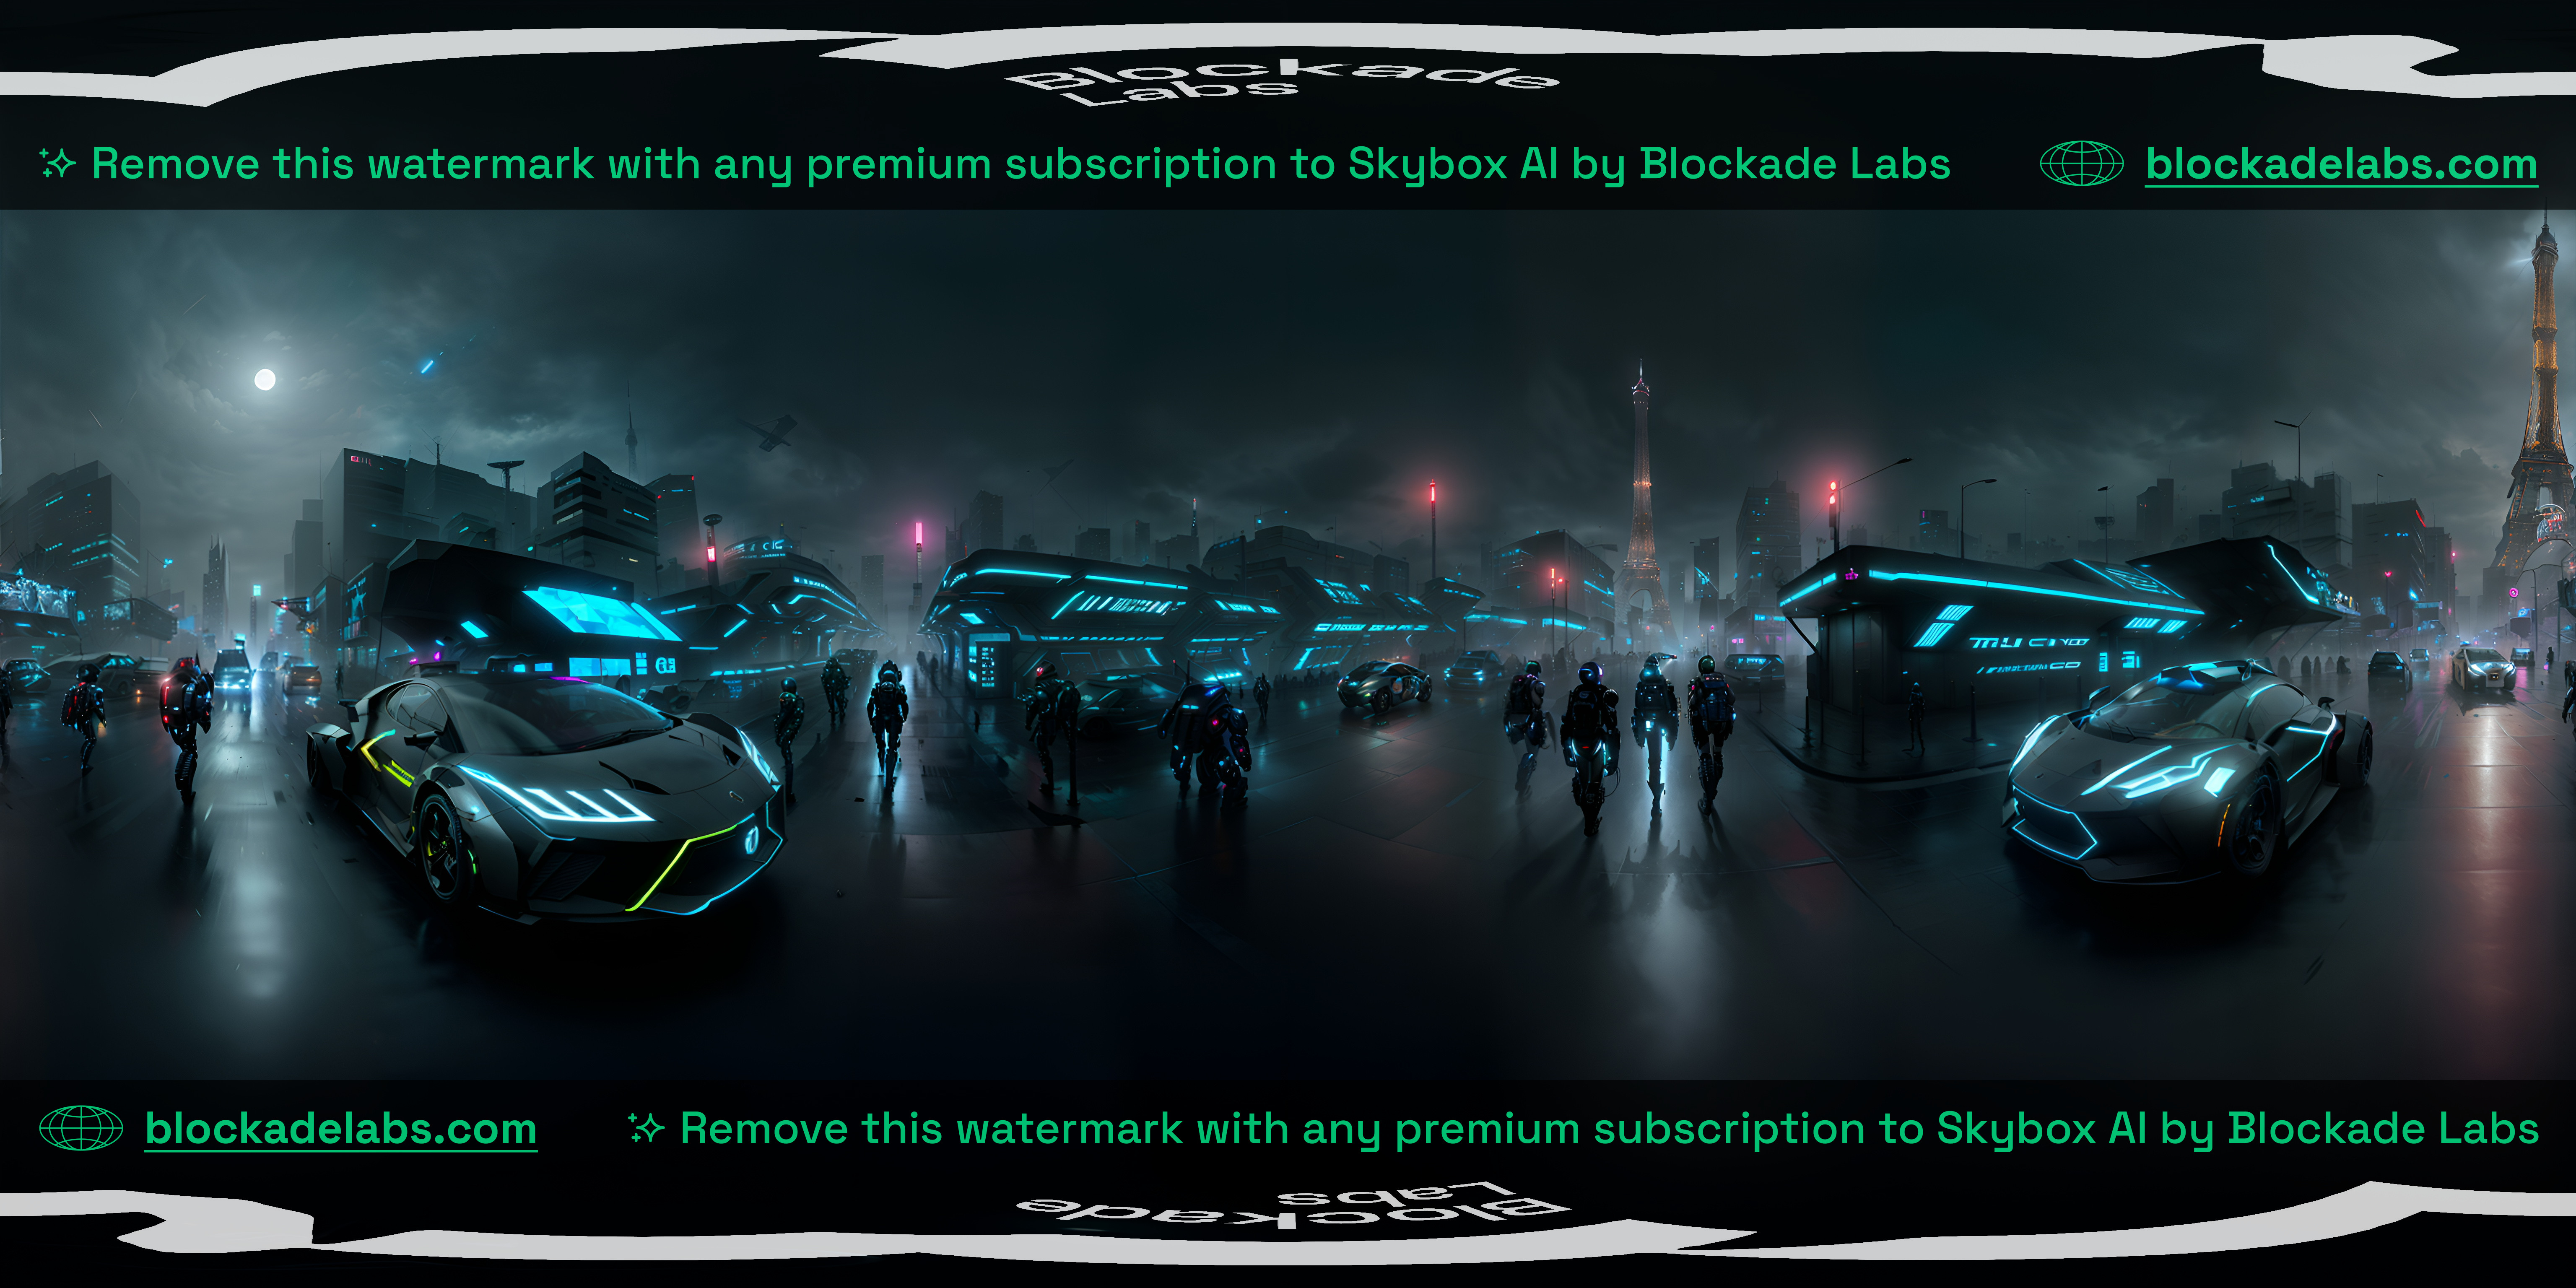 Blockade
Labs
Remove this watermark with any premium subscription to Skybox AI by Blockade Labs
blockadelabs.com
blockadelabs.com
Remove this watermark with any premium subscription to Skybox AI by Blockade Labs
Labs
Blockade